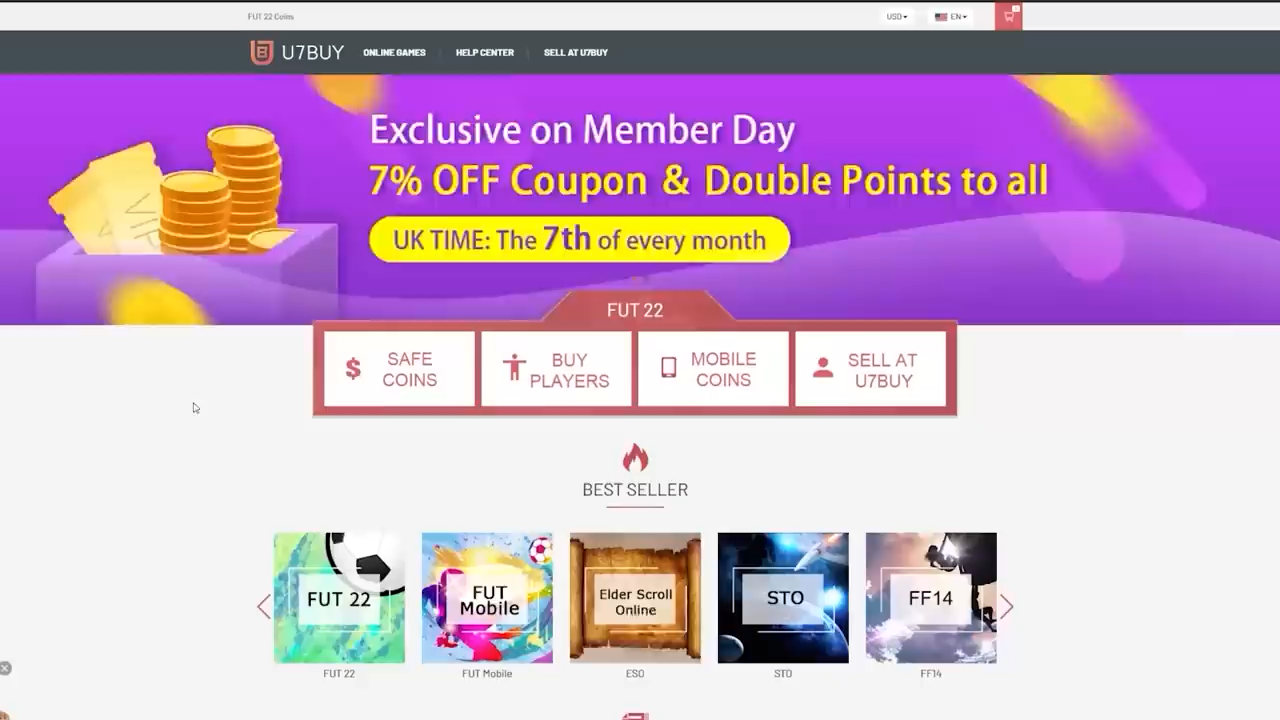 FUT 22 Coins
USD
EN
U7BUY
ONLINE GAMES
HELP CENTER
SELL AT U7BUY
Exclusive on Member Day
7% OFF Coupon & Double Points to all
UK TIME: The 7th of every month
FUT 22
SAFE
COINS
BUY
PLAYERS
MOBILE
COINS
SELL AT
U7BUY
BEST SELLER
FUT 22
FUT
Mobile
Elder Scroll
Online
STO
FF14
FUT 22
FUT Mobile
ESO
STO
FF14